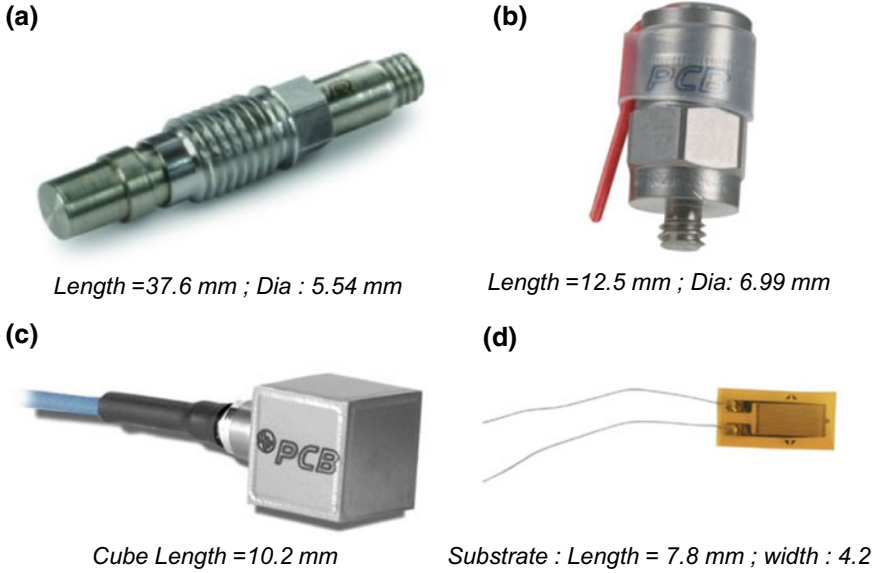 (a)
(b)
PCB
Length =37.6 mm ; Dia : 5.54 mm
Length =12.5 mm ; Dia: 6.99 mm
(c)
(d)
PCB
Cube Length =10.2 mm
Substrate : Length = 7.8 mm ; width : 4.2